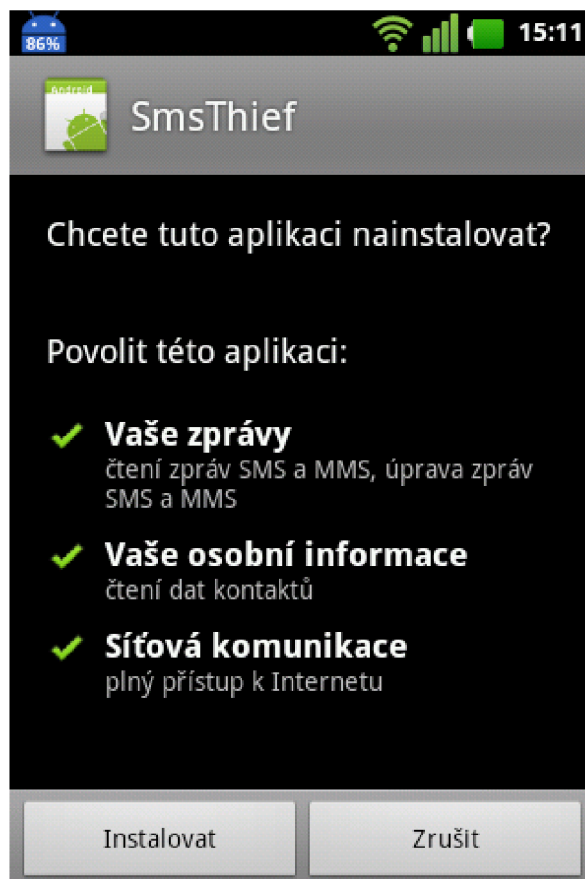 86%
15:11
Android
SmsThief
Chcete tuto aplikaci nainstalovat?
Povolit této aplikaci:
Vaše zprávy
čtení zpráv SMS a MMS, úprava zpráv
SMS a MMS
Vaše osobní informace
čtení dat kontaktů
Síťová komunikace
plný přístup k Internetu
Instalovat
Zrušit